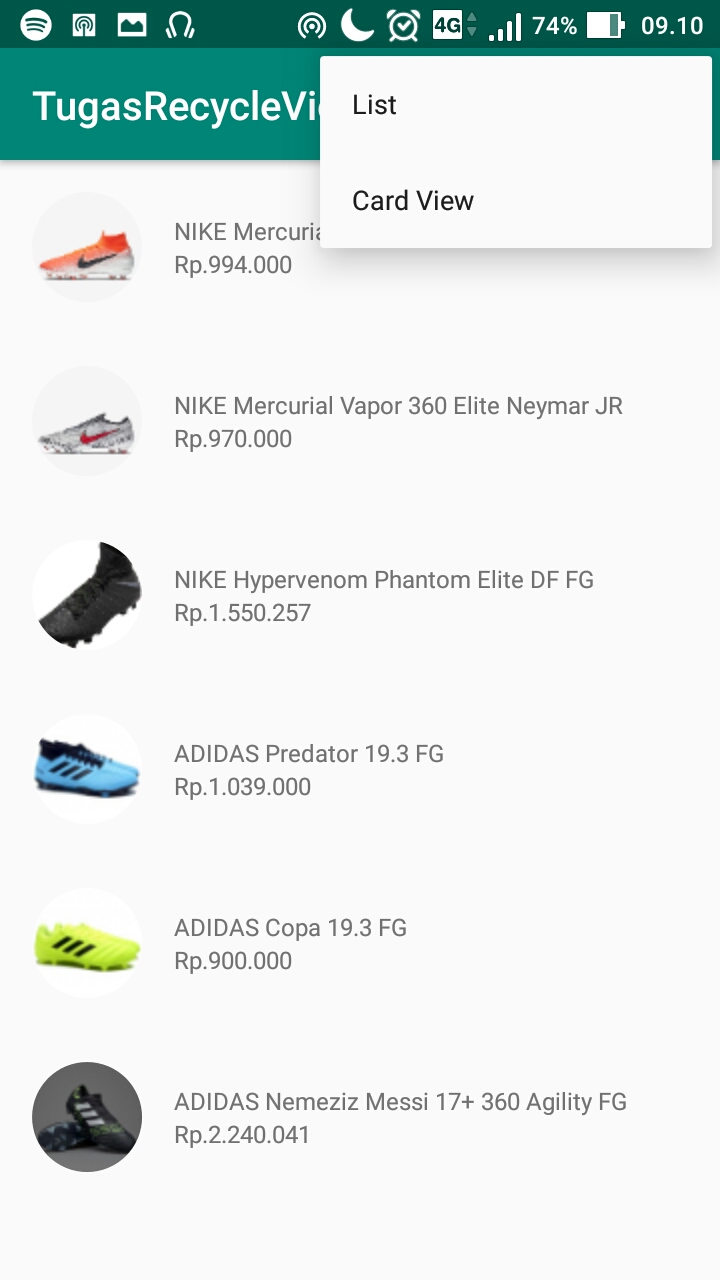 4G 74% 09.10
TugasRecycleVi
List
Card View
NIKE Mercuria
Rp.994.000
NIKE Mercurial Vapor 360 Elite Neymar JR
Rp.970.000
NIKE Hypervenom Phantom Elite DF FG
Rp.1.550.257
ADIDAS Predator 19.3 FG
Rp.1.039.000
ADIDAS Copa 19.3 FG
Rp.900.000
ADIDAS Nemeziz Messi 17+ 360 Agility FG
Rp.2.240.041